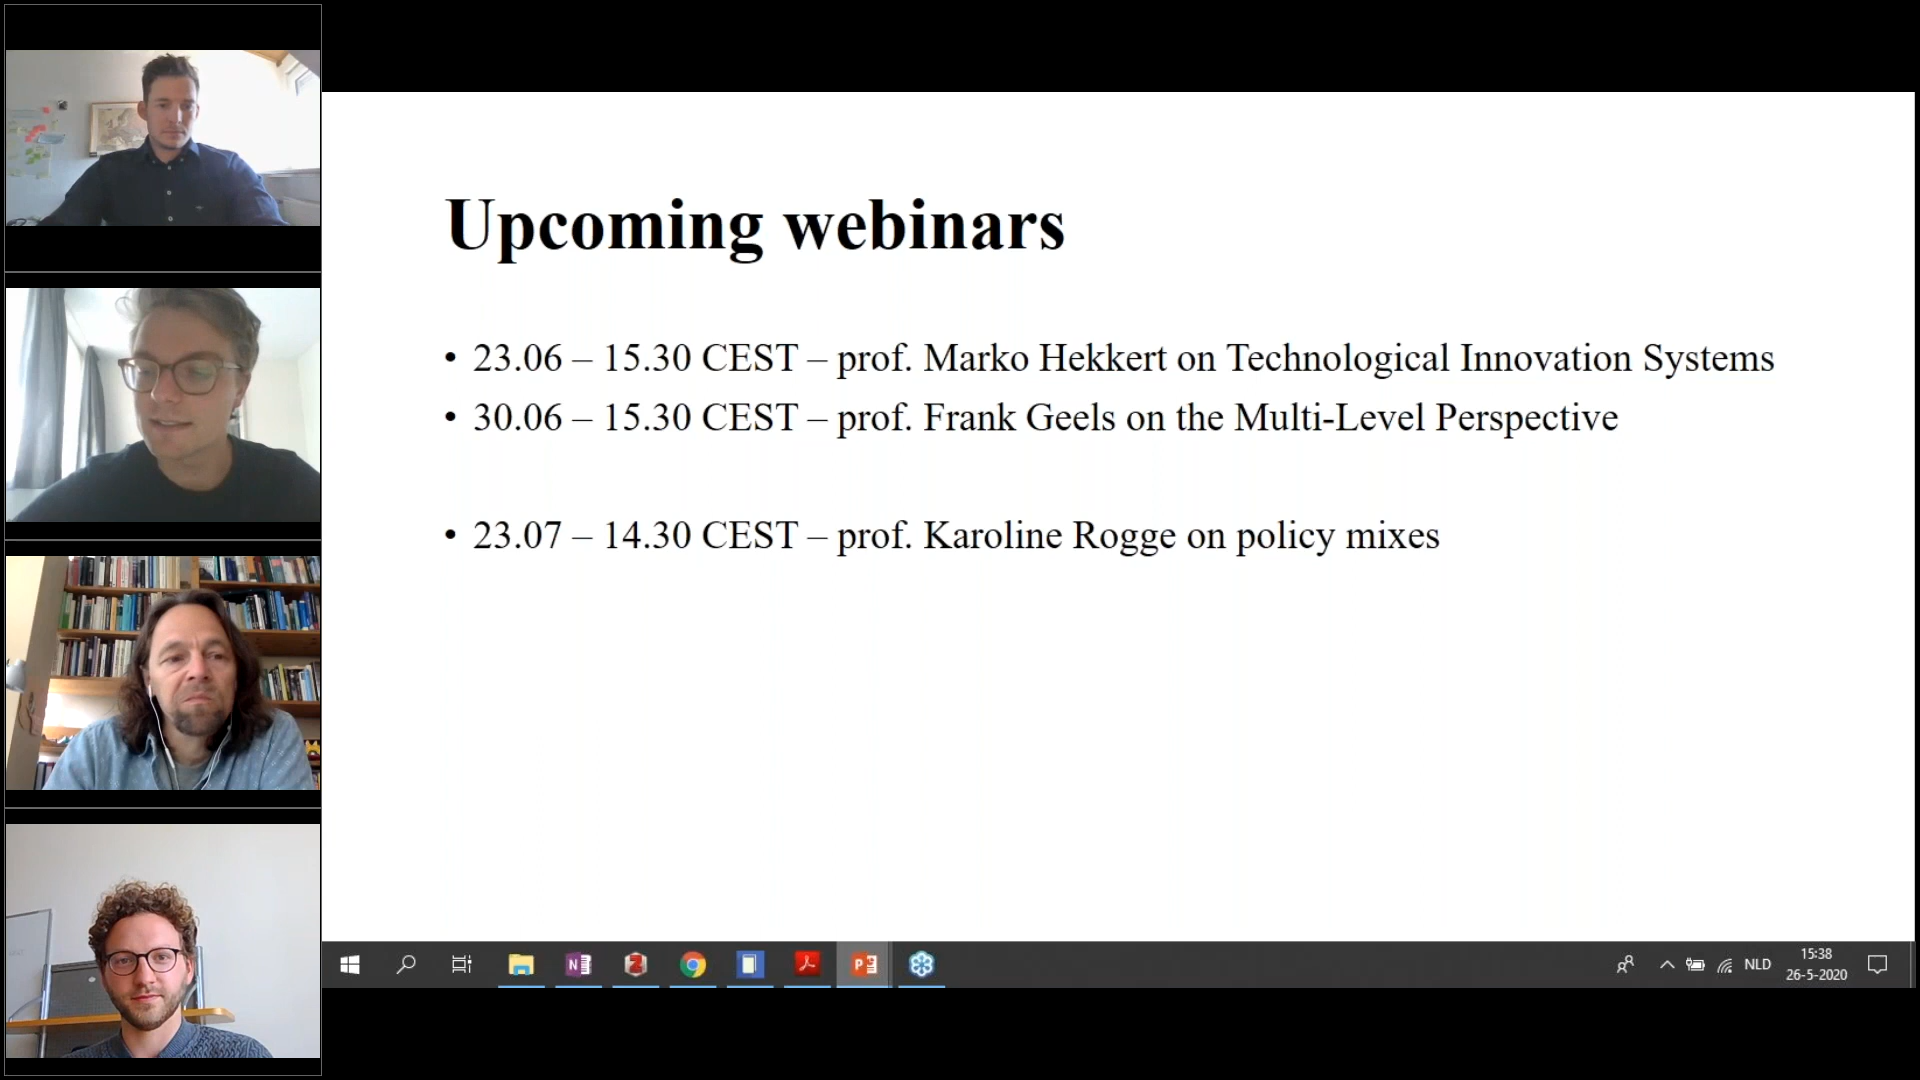 Upcoming webinars
• 23.06 – 15.30 CEST – prof. Marko Hekkert on Technological Innovation Systems
• 30.06 – 15.30 CEST – prof. Frank Geels on the Multi-Level Perspective
• 23.07 – 14.30 CEST – prof. Karoline Rogge on policy mixes
NLD
15:38
26-5-2020